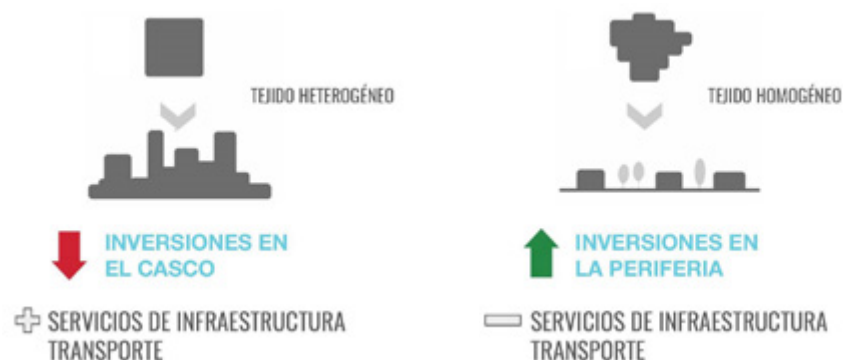 TEJIDO HETEROGÉNEO
INVERSIONES EN
EL CASCO
SERVICIOS DE INFRAESTRUCTURA
TRANSPORTE
TEJIDO HOMOGÉNEO
INVERSIONES EN
LA PERIFERIA
SERVICIOS DE INFRAESTRUCTURA
TRANSPORTE